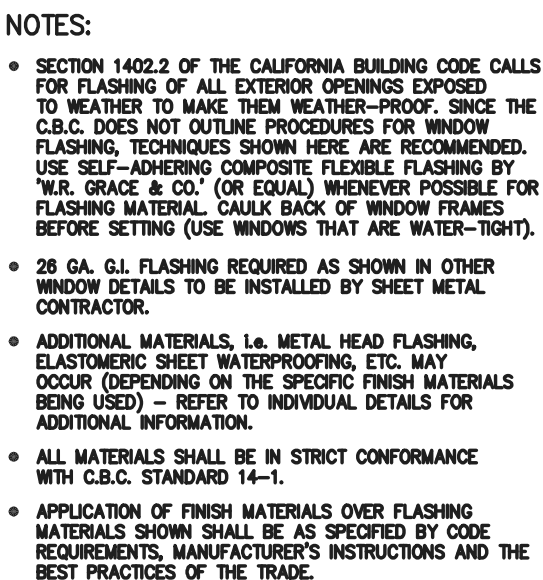 NOTES:
SECTION 1402.2 OF THE CALIFORNIA BUILDING CODE CALLS
FOR FLASHING OF ALL EXTERIOR OPENINGS EXPOSED
TO WEATHER TO MAKE THEM WEATHER-PROOF. SINCE THE
C.B.C. DOES NOT OUTLINE PROCEDURES FOR WINDOW
FLASHING, TECHNIQUES SHOWN HERE ARE RECOMMENDED.
USE SELF-ADHERING COMPOSITE FLEXIBLE FLASHING BY
'W.R. GRACE & CO.' (OR EQUAL) WHENEVER POSSIBLE FOR
FLASHING MATERIAL. CAULK BACK OF WINDOW FRAMES
BEFORE SETTING (USE WINDOWS THAT ARE WATER-TIGHT).
26 GA. G.I. FLASHING REQUIRED AS SHOWN IN OTHER
WINDOW DETAILS TO BE INSTALLED BY SHEET METAL
CONTRACTOR.
ADDITIONAL MATERIALS, i.e. METAL HEAD FLASHING,
ELASTOMERIC SHEET WATERPROOFING, ETC. MAY
OCCUR (DEPENDING ON THE SPECIFIC FINISH MATERIALS
BEING USED) – REFER TO INDIVIDUAL DETAILS FOR
ADDITIONAL INFORMATION.
ALL MATERIALS SHALL BE IN STRICT CONFORMANCE
WITH C.B.C. STANDARD 14-1.
APPLICATION OF FINISH MATERIALS OVER FLASHING
MATERIALS SHOWN SHALL BE AS SPECIFIED BY CODE
REQUIREMENTS, MANUFACTURER'S INSTRUCTIONS AND THE
BEST PRACTICES OF THE TRADE.